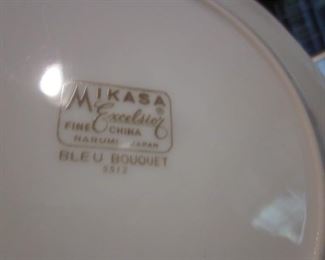 MIKASA ®
Excelsior
FINE CHINA
NARUMI JAPAN
BLEU BOUQUET